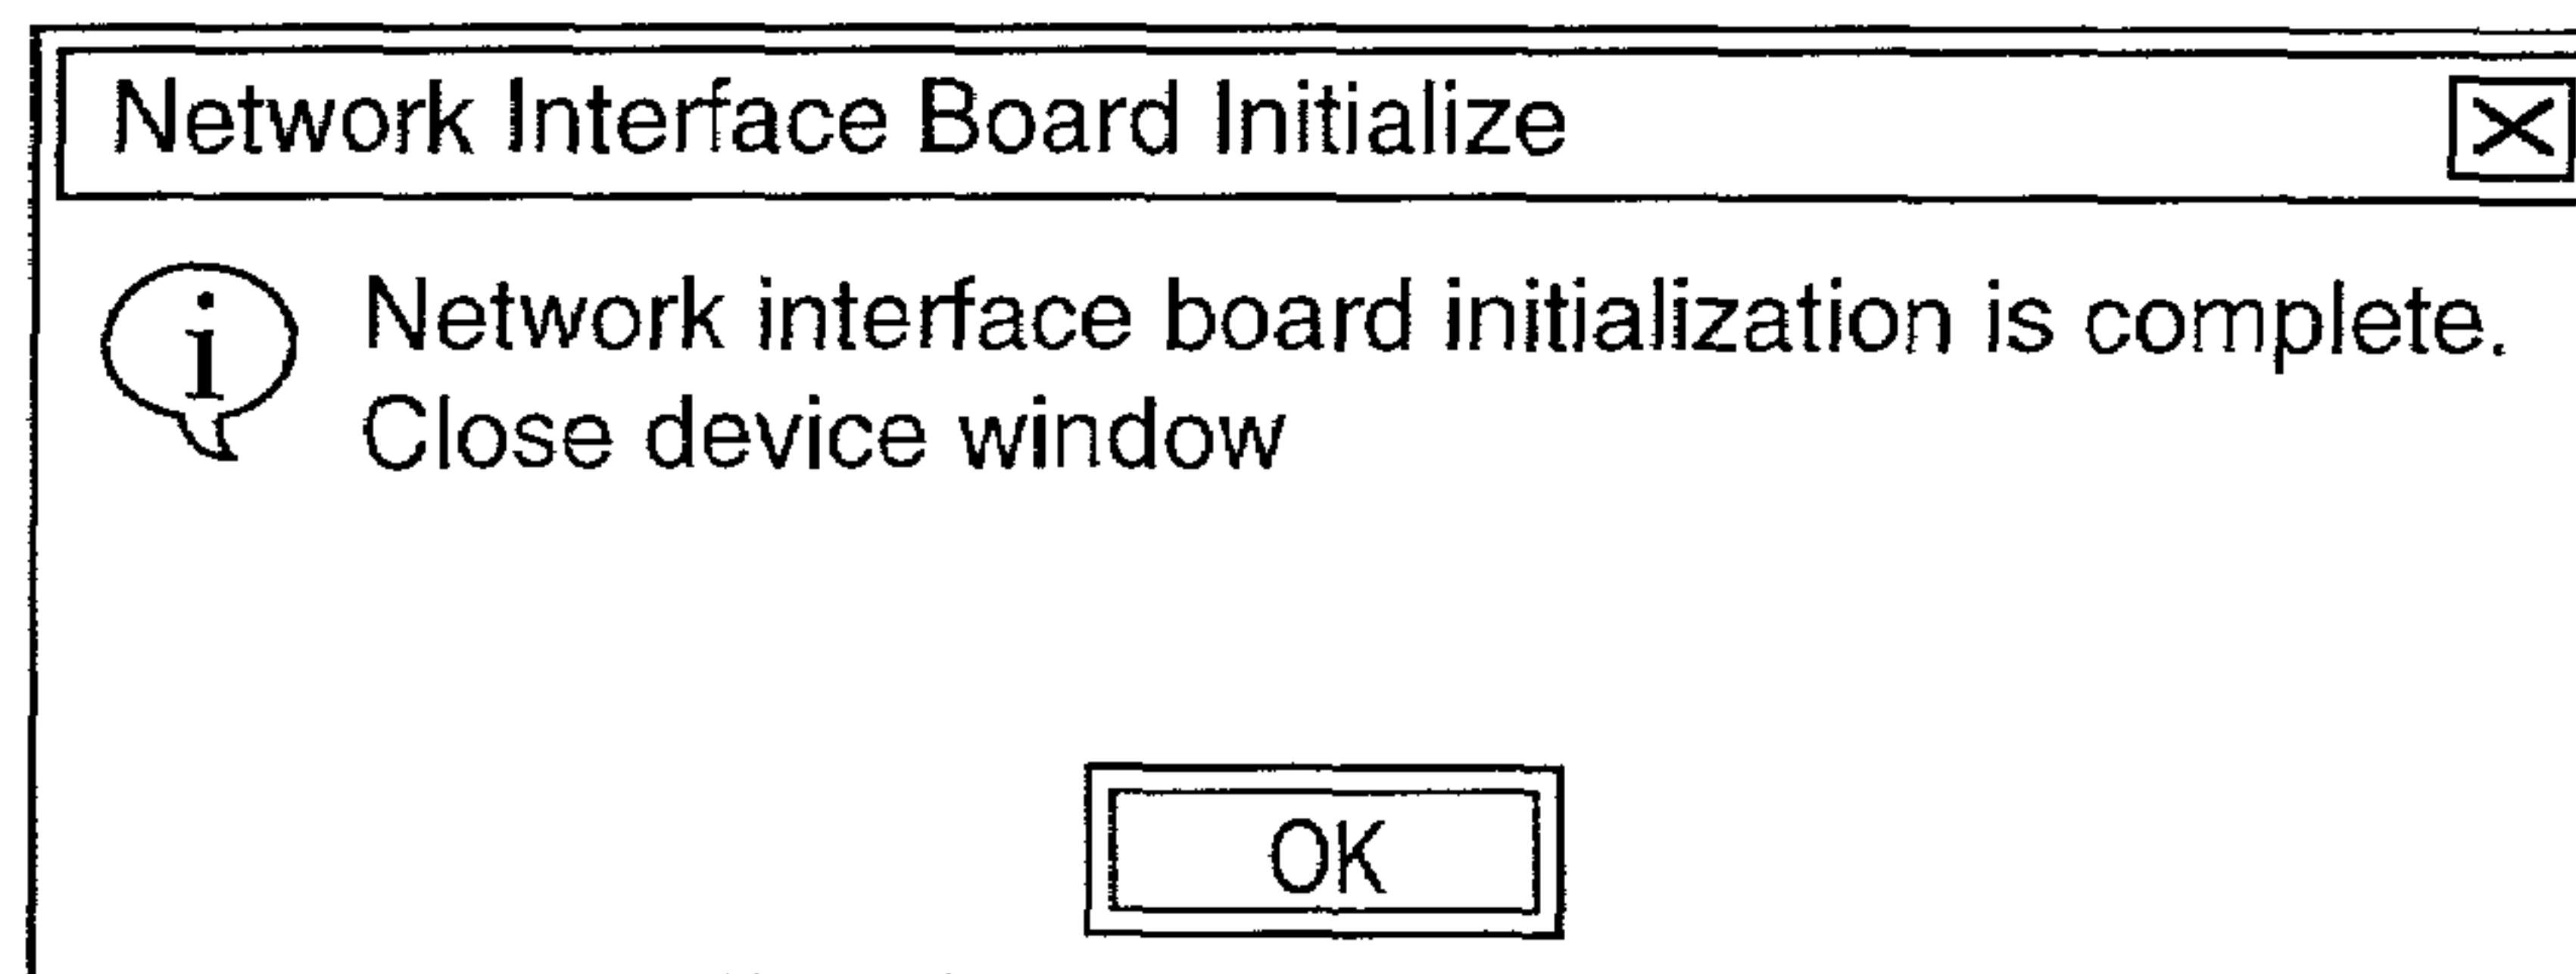 Network Interface Board Initialize
i
Network interface board initialization is complete.
Close device window
OK